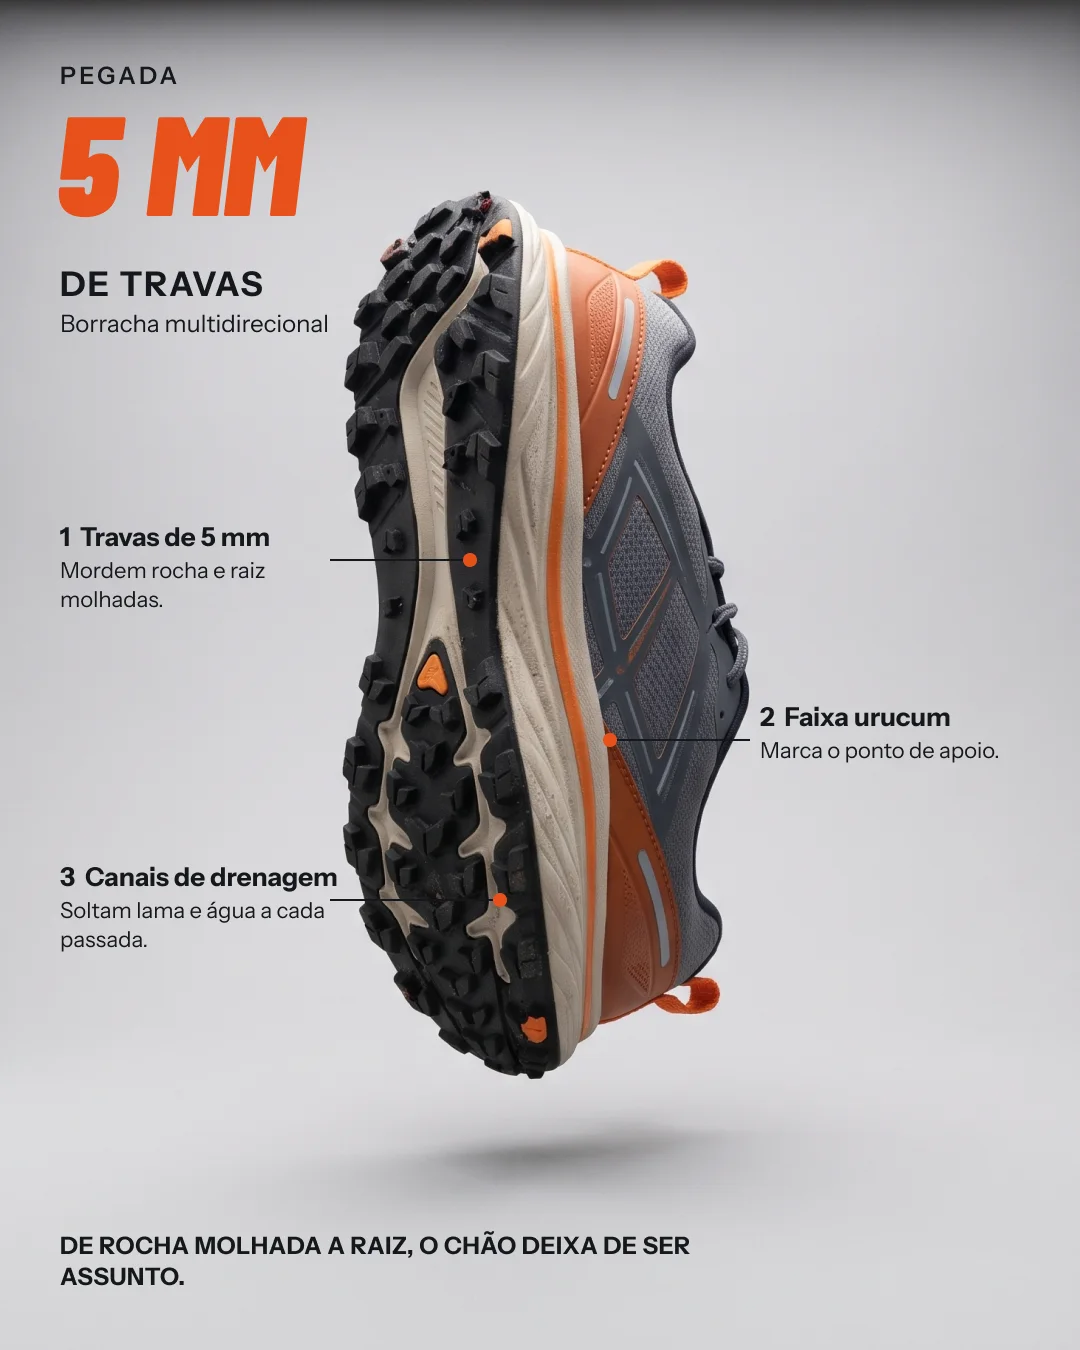 PEGADA
5 MM
DE TRAVAS
Borracha multidirecional
1 Travas de 5 mm
Mordem rocha e raiz
molhadas.
2 Faixa urucum
Marca o ponto de apoio.
3 Canais de drenagem
Soltam lama e água a cada
passada.
DE ROCHA MOLHADA A RAIZ, O CHÃO DEIXA DE SER
ASSUNTO.